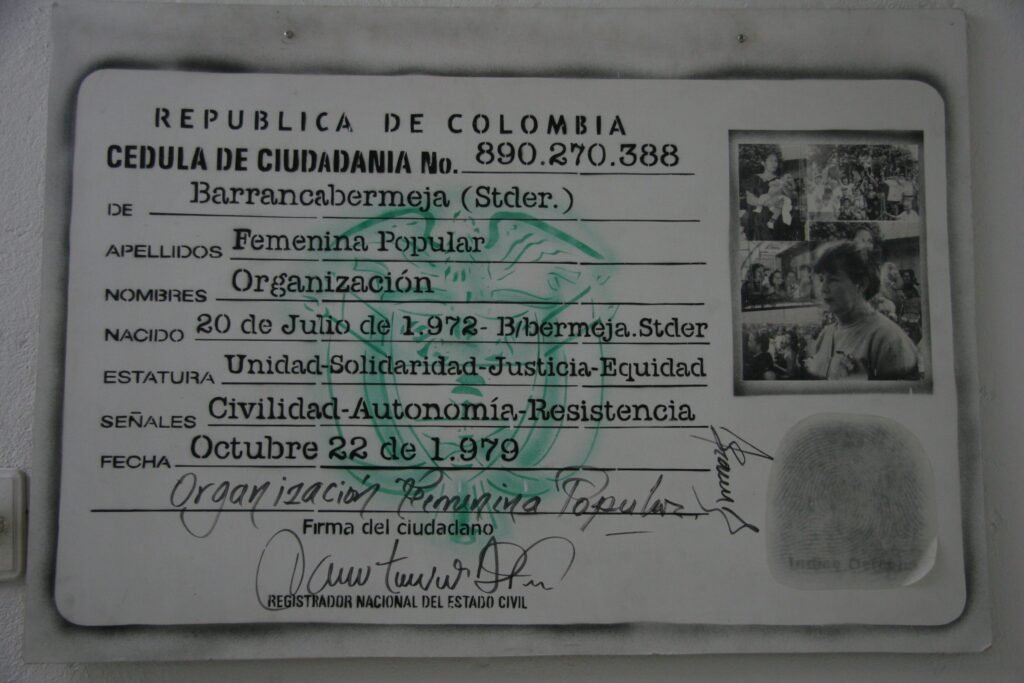 REPUBLICA DE COLOMBIA
CEDULA DE CIUDADANIA No. 890.270.388
DE Barrancabermeja (Stder.)
APELLIDOS Femenina Popular
NOMBRES Organización
NACIDO 20 de Julio de 1.972- B/bermeja.Stder
ESTATURA Unidad-Solidaridad-Justicia-Equidad
SEÑALES Civilidad-Autonomía-Resistencia
FECHA Octubre 22 de 1.979
Organización Femenina Popular
Firma del ciudadano
REGISTRADOR NACIONAL DEL ESTADO CIVIL
Indice Derecho